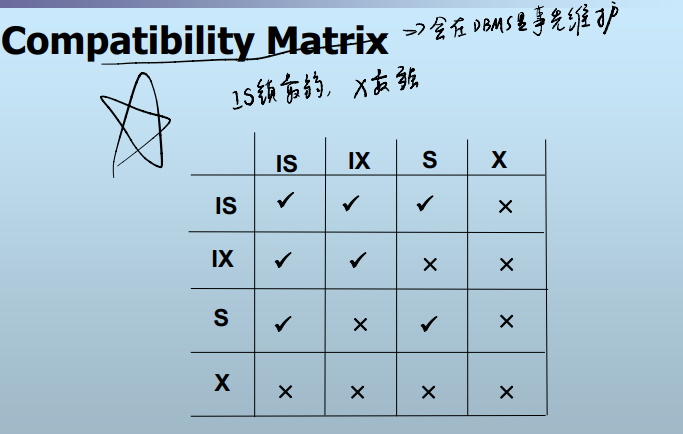 Compatibility Matrix => 会在DBMS里事先维护
IS锁最弱, X最强
IS IX S X
IS ✓ ✓ ✓ ×
IX ✓ ✓ × ×
S ✓ × ✓ ×
X × × × ×